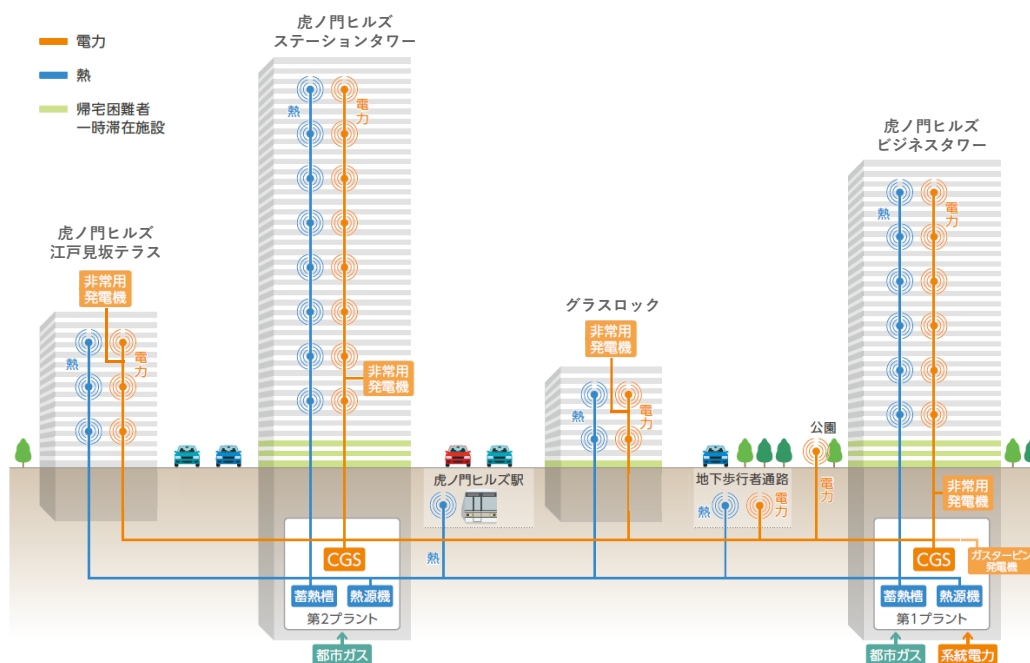 電力
熱
帰宅困難者
一時滞在施設
虎ノ門ヒルズ
ステーションタワー
熱
電力
非常用
発電機
虎ノ門ヒルズ
江戸見坂テラス
非常用
発電機
熱
電力
グラスロック
非常用
発電機
熱
電力
虎ノ門ヒルズ
ビジネスタワー
熱
電力
公園
電力
虎ノ門ヒルズ駅
熱
地下歩行者通路
熱
電力
非常用
発電機
CGS
蓄熱槽
熱源機
第2プラント
都市ガス
CGS
ガスタービン
発電機
蓄熱槽
熱源機
第1プラント
都市ガス
系統電力